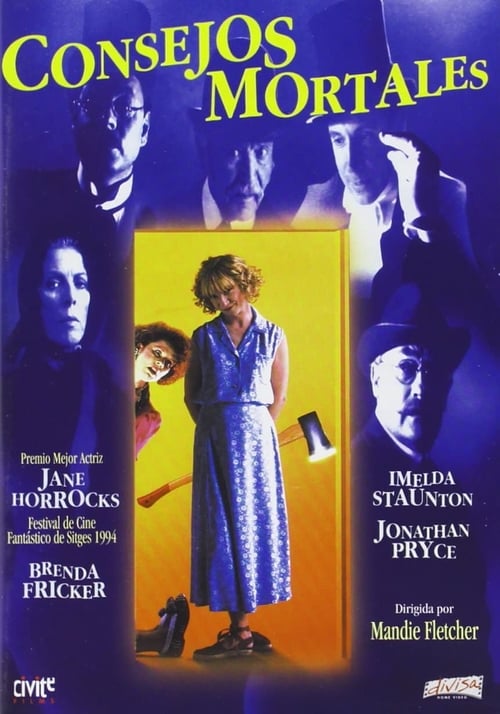 CONSEJOS
MORTALES
Premio Mejor Actriz
JANE
HORROCKS
Festival de Cine
Fantástico de Sitges 1994
BRENDA
FRICKER
IMELDA
STAUNTON
JONATHAN
PRYCE
Dirigida por
Mandie Fletcher
civite
FILMS
divisa
HOME VIDEO